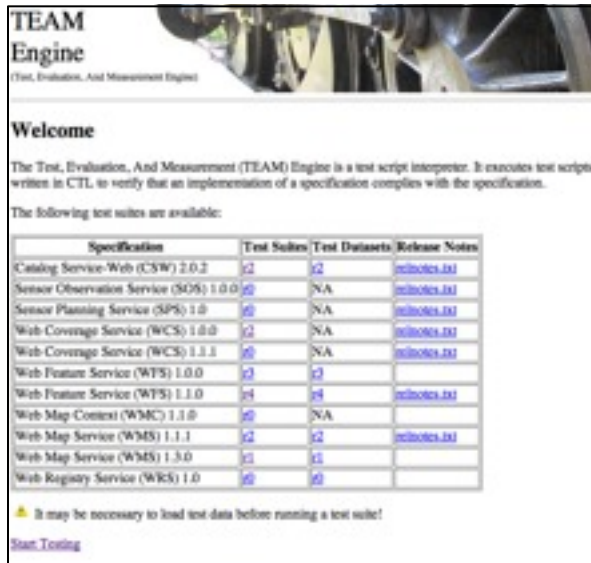 TEAM
Engine
(Test, Evaluation, And Measurement Engine)
Welcome
The Test, Evaluation, And Measurement (TEAM) Engine is a test script interpreter. It executes test scripts
written in CTL to verify that an implementation of a specification complies with the specification.
The following test suites are available:
Specification Test Suites Test Datasets Release Notes
Catalog Service-Web (CSW) 2.0.2 r2 r2 relnotes.txt
Sensor Observation Service (SOS) 1.0.0 r0 NA relnotes.txt
Sensor Planning Service (SPS) 1.0 r0 NA relnotes.txt
Web Coverage Service (WCS) 1.0.0 r2 NA relnotes.txt
Web Coverage Service (WCS) 1.1.1 r0 NA relnotes.txt
Web Feature Service (WFS) 1.0.0 r3 r3
Web Feature Service (WFS) 1.1.0 r4 r4 relnotes.txt
Web Map Context (WMC) 1.1.0 r0 NA
Web Map Service (WMS) 1.1.1 r2 r2 relnotes.txt
Web Map Service (WMS) 1.3.0 r1 r1
Web Registry Service (WRS) 1.0 r0 r0
It may be necessary to load test data before running a test suite!
Start Testing